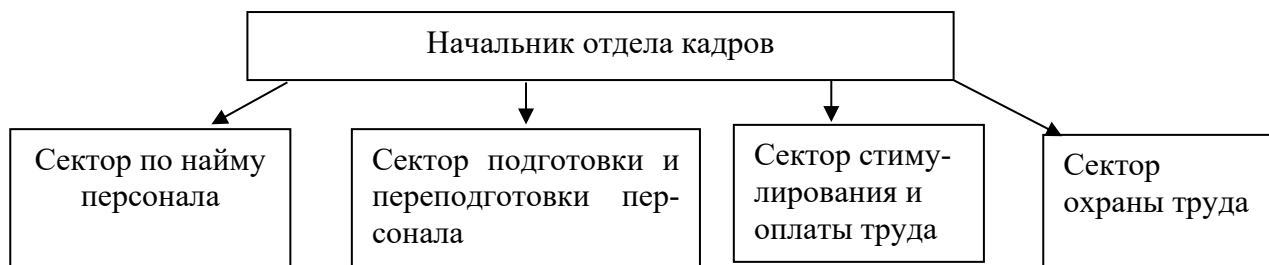 Начальник отдела кадров
Сектор по найму
персонала
Сектор подготовки и
переподготовки пер-
сонала
Сектор стиму-
лирования и
оплаты труда
Сектор
охраны труда